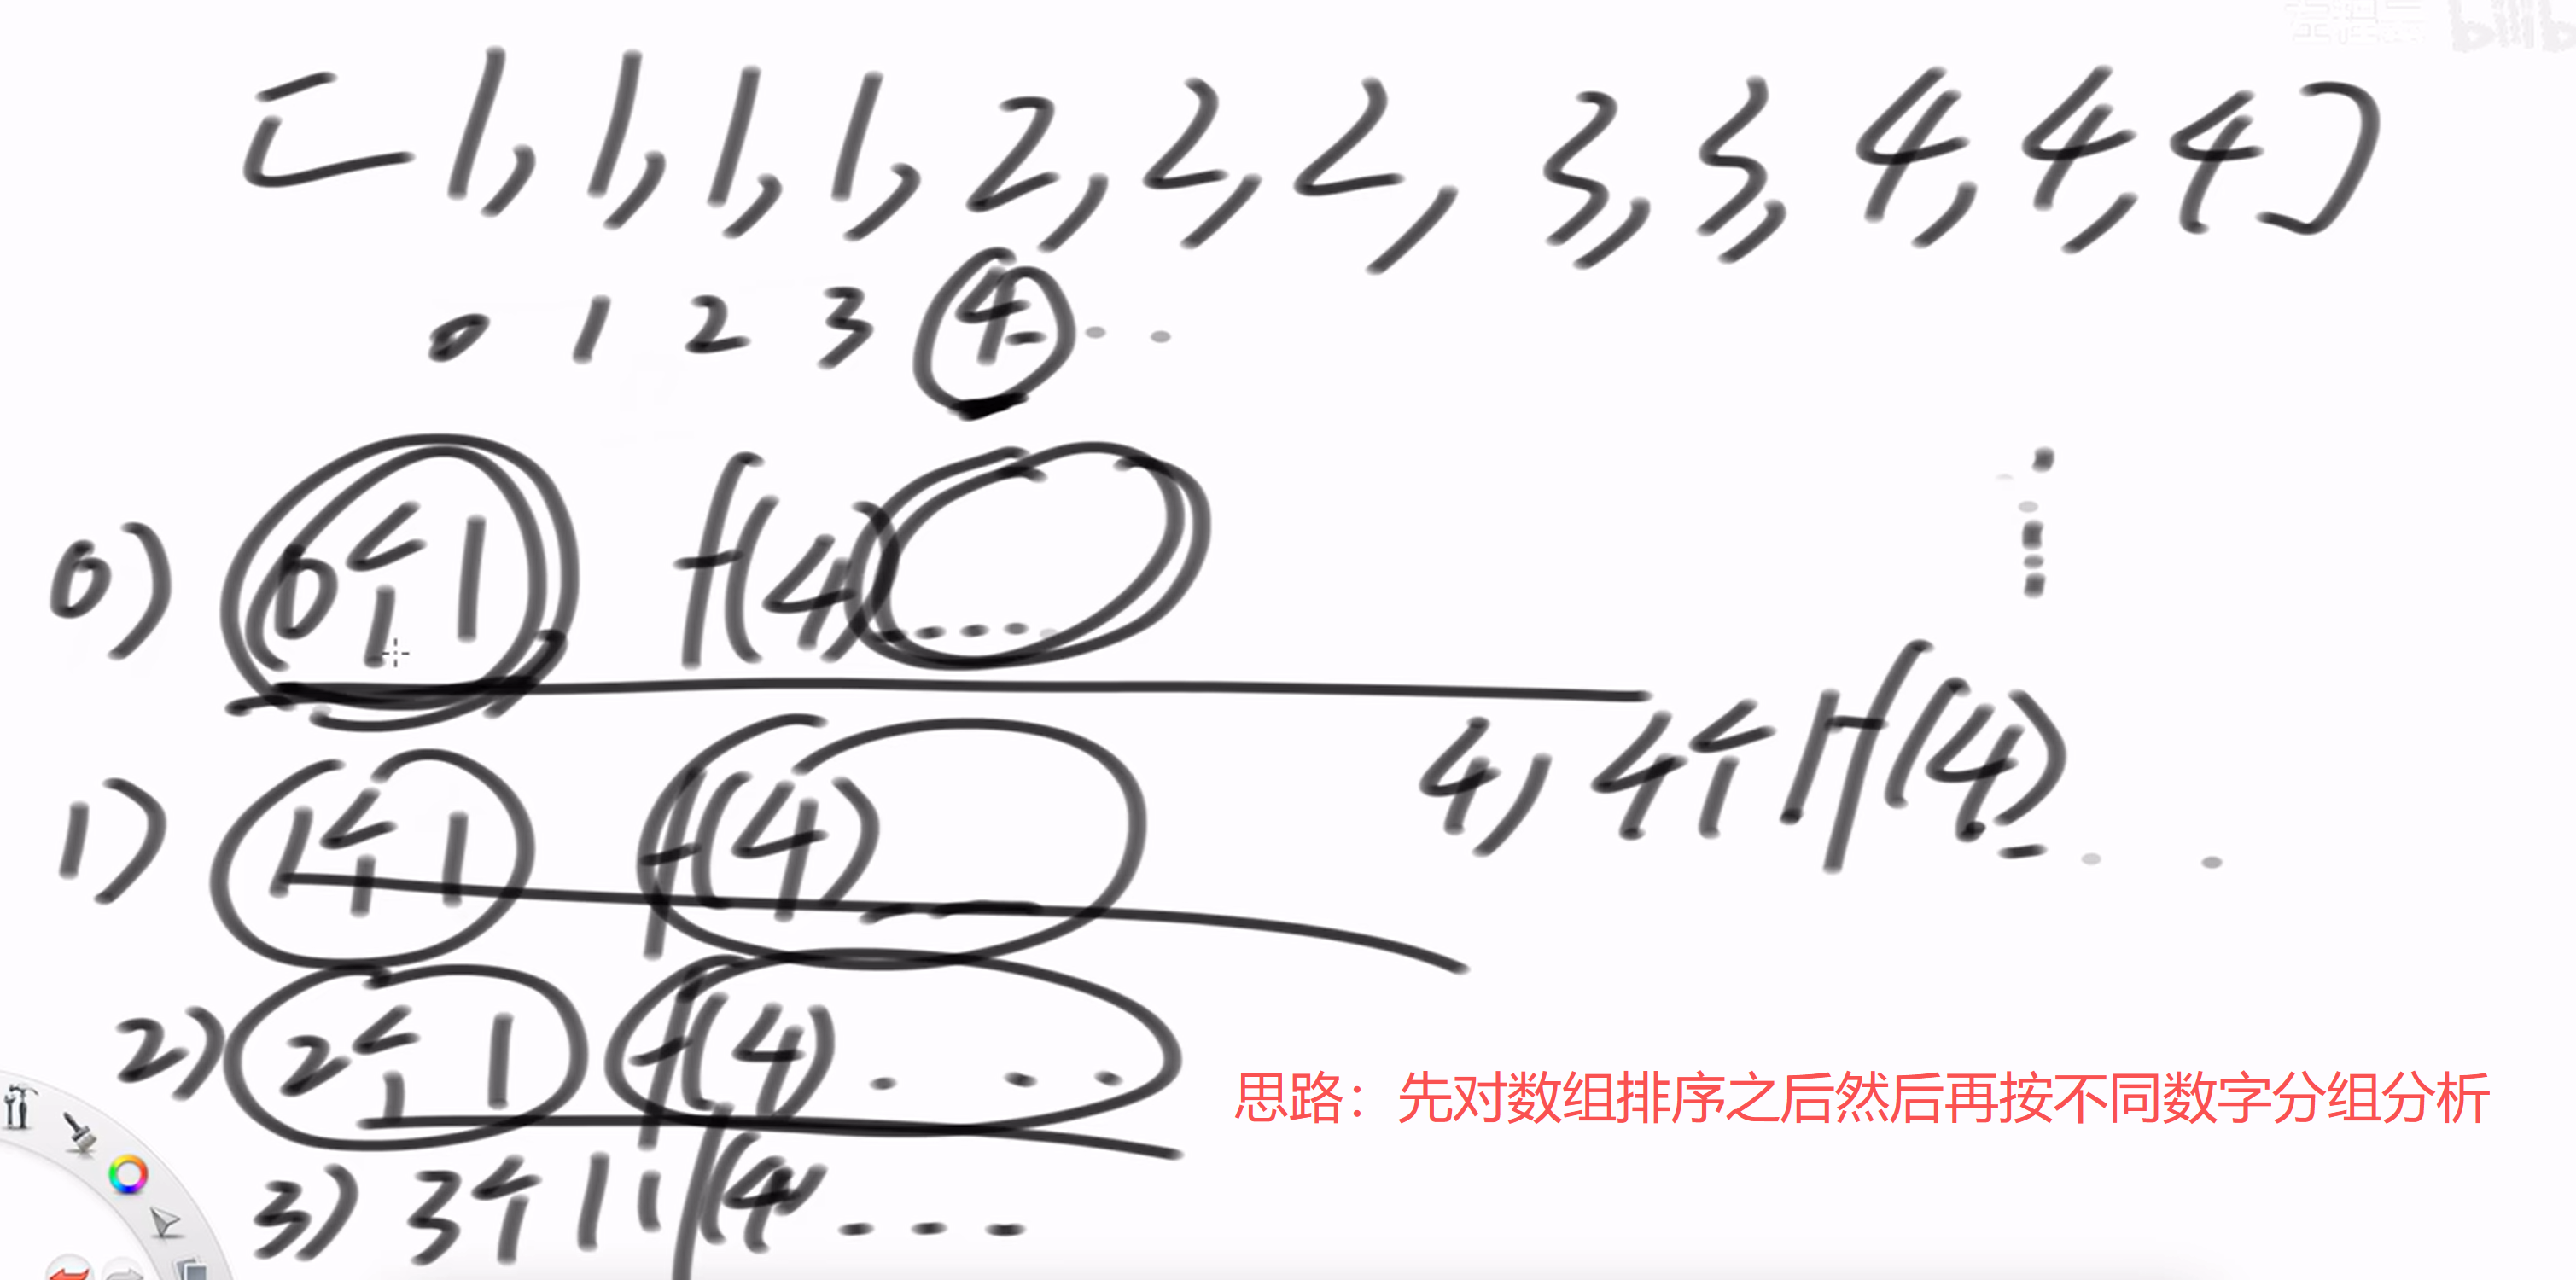 [1,1,1,1,2,2,2,3,3,4,4,4]
0 1 2 3 4
0) 0个1 f(4)....
1) 1个1 f(4)
4, 4个1 f(4)
2) 2个1 f(4)...
思路：先对数组排序之后然后再按不同数字分组分析
3) 3个1 f(4)...